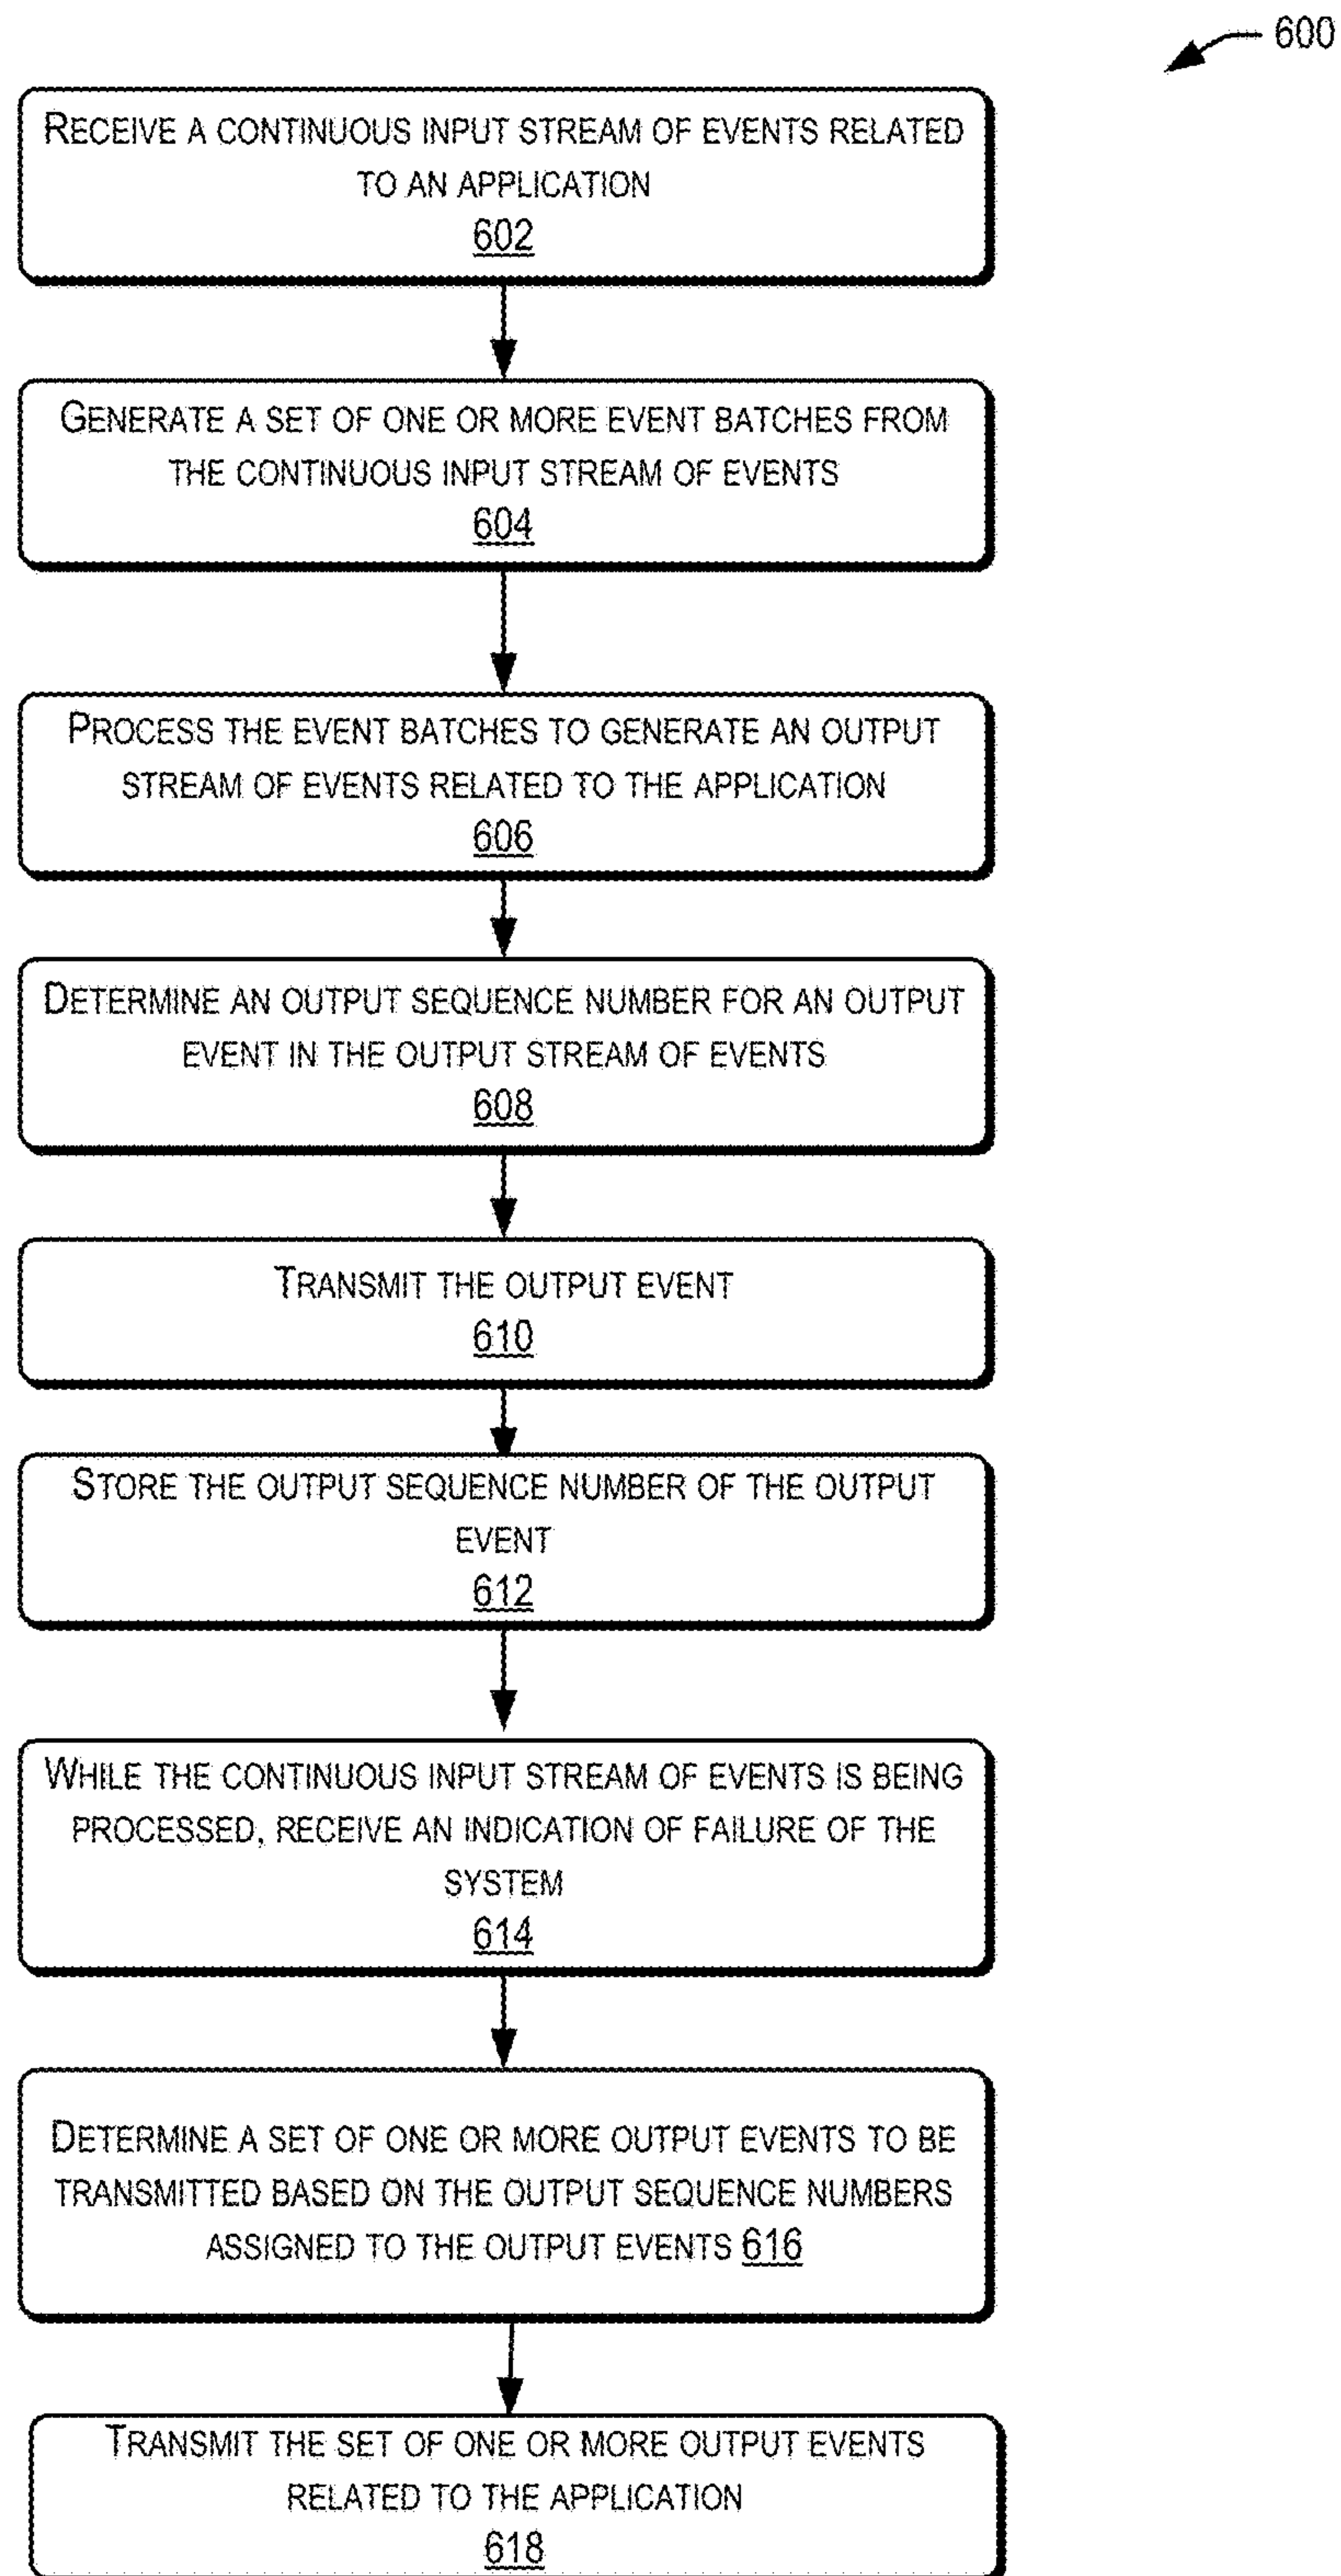 600
RECEIVE A CONTINUOUS INPUT STREAM OF EVENTS RELATED
TO AN APPLICATION
602
GENERATE A SET OF ONE OR MORE EVENT BATCHES FROM
THE CONTINUOUS INPUT STREAM OF EVENTS
604
PROCESS THE EVENT BATCHES TO GENERATE AN OUTPUT
STREAM OF EVENTS RELATED TO THE APPLICATION
606
DETERMINE AN OUTPUT SEQUENCE NUMBER FOR AN OUTPUT
EVENT IN THE OUTPUT STREAM OF EVENTS
608
TRANSMIT THE OUTPUT EVENT
610
STORE THE OUTPUT SEQUENCE NUMBER OF THE OUTPUT
EVENT
612
WHILE THE CONTINUOUS INPUT STREAM OF EVENTS IS BEING
PROCESSED, RECEIVE AN INDICATION OF FAILURE OF THE
SYSTEM
614
DETERMINE A SET OF ONE OR MORE OUTPUT EVENTS TO BE
TRANSMITTED BASED ON THE OUTPUT SEQUENCE NUMBERS
ASSIGNED TO THE OUTPUT EVENTS 616
TRANSMIT THE SET OF ONE OR MORE OUTPUT EVENTS
RELATED TO THE APPLICATION
618